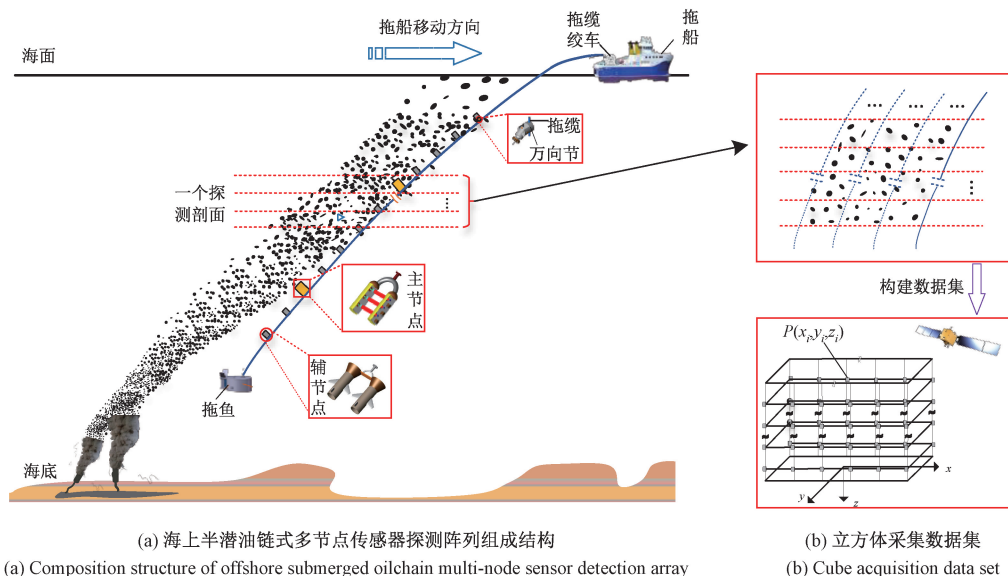 拖船移动方向
海面
拖缆
绞车
拖
船
拖缆
万向节
一个探
测剖面
主
节
点
辅
节
点
拖鱼
海底
(a) 海上半潜油链式多节点传感器探测阵列组成结构
(a) Composition structure of offshore submerged oilchain multi-node sensor detection array
构建数据集
P(xi,yi,zi)
x
y
z
(b) 立方体采集数据集
(b) Cube acquisition data set